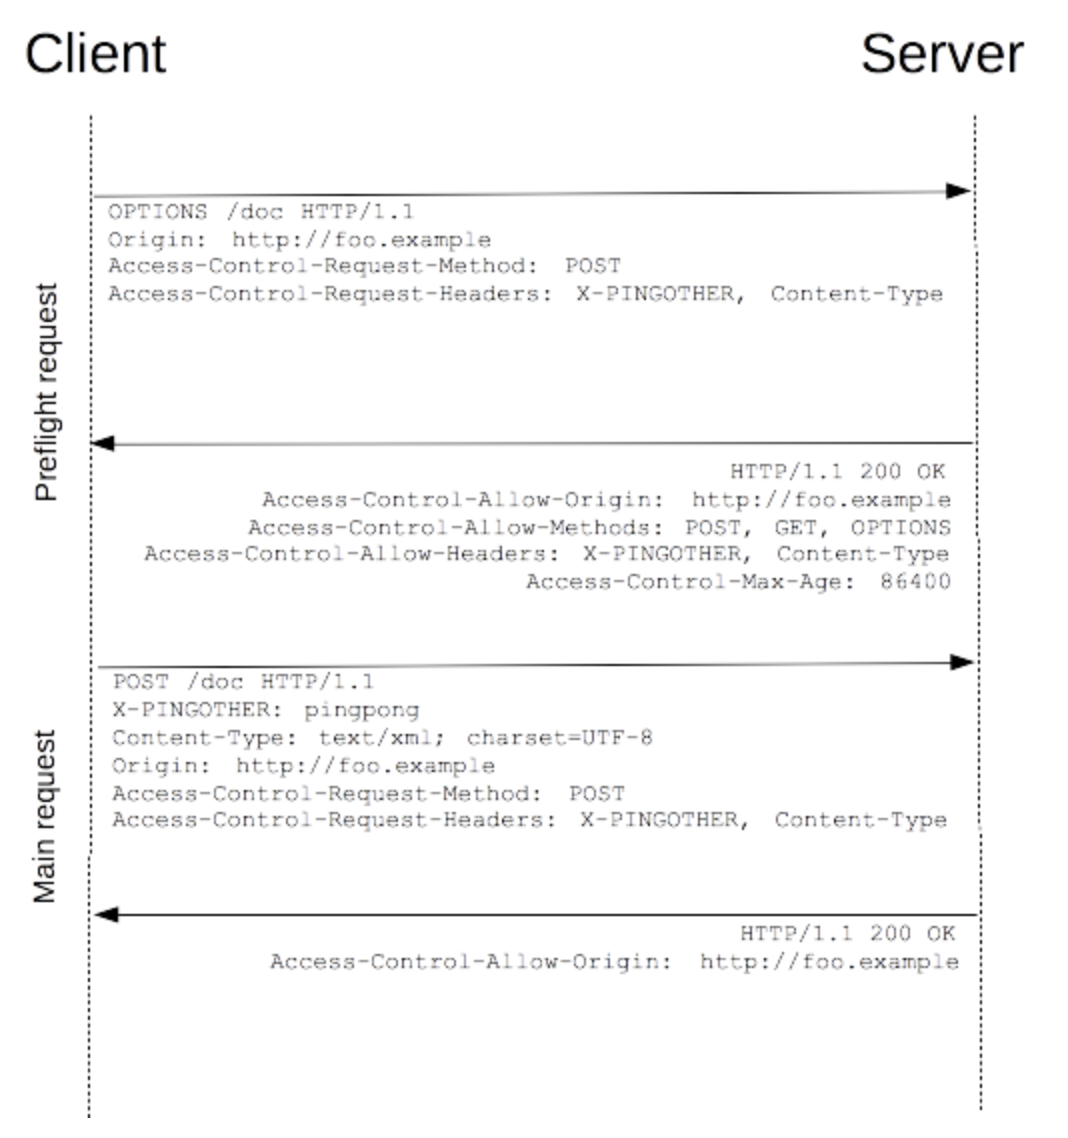 Client
Server
Preflight request
OPTIONS /doc HTTP/1.1
Origin: http://foo.example
Access-Control-Request-Method: POST
Access-Control-Request-Headers: X-PINGOTHER, Content-Type
HTTP/1.1 200 OK
Access-Control-Allow-Origin: http://foo.example
Access-Control-Allow-Methods: POST, GET, OPTIONS
Access-Control-Allow-Headers: X-PINGOTHER, Content-Type
Access-Control-Max-Age: 86400
Main request
POST /doc HTTP/1.1
X-PINGOTHER: pingpong
Content-Type: text/xml; charset=UTF-8
Origin: http://foo.example
Access-Control-Request-Method: POST
Access-Control-Request-Headers: X-PINGOTHER, Content-Type
HTTP/1.1 200 OK
Access-Control-Allow-Origin: http://foo.example